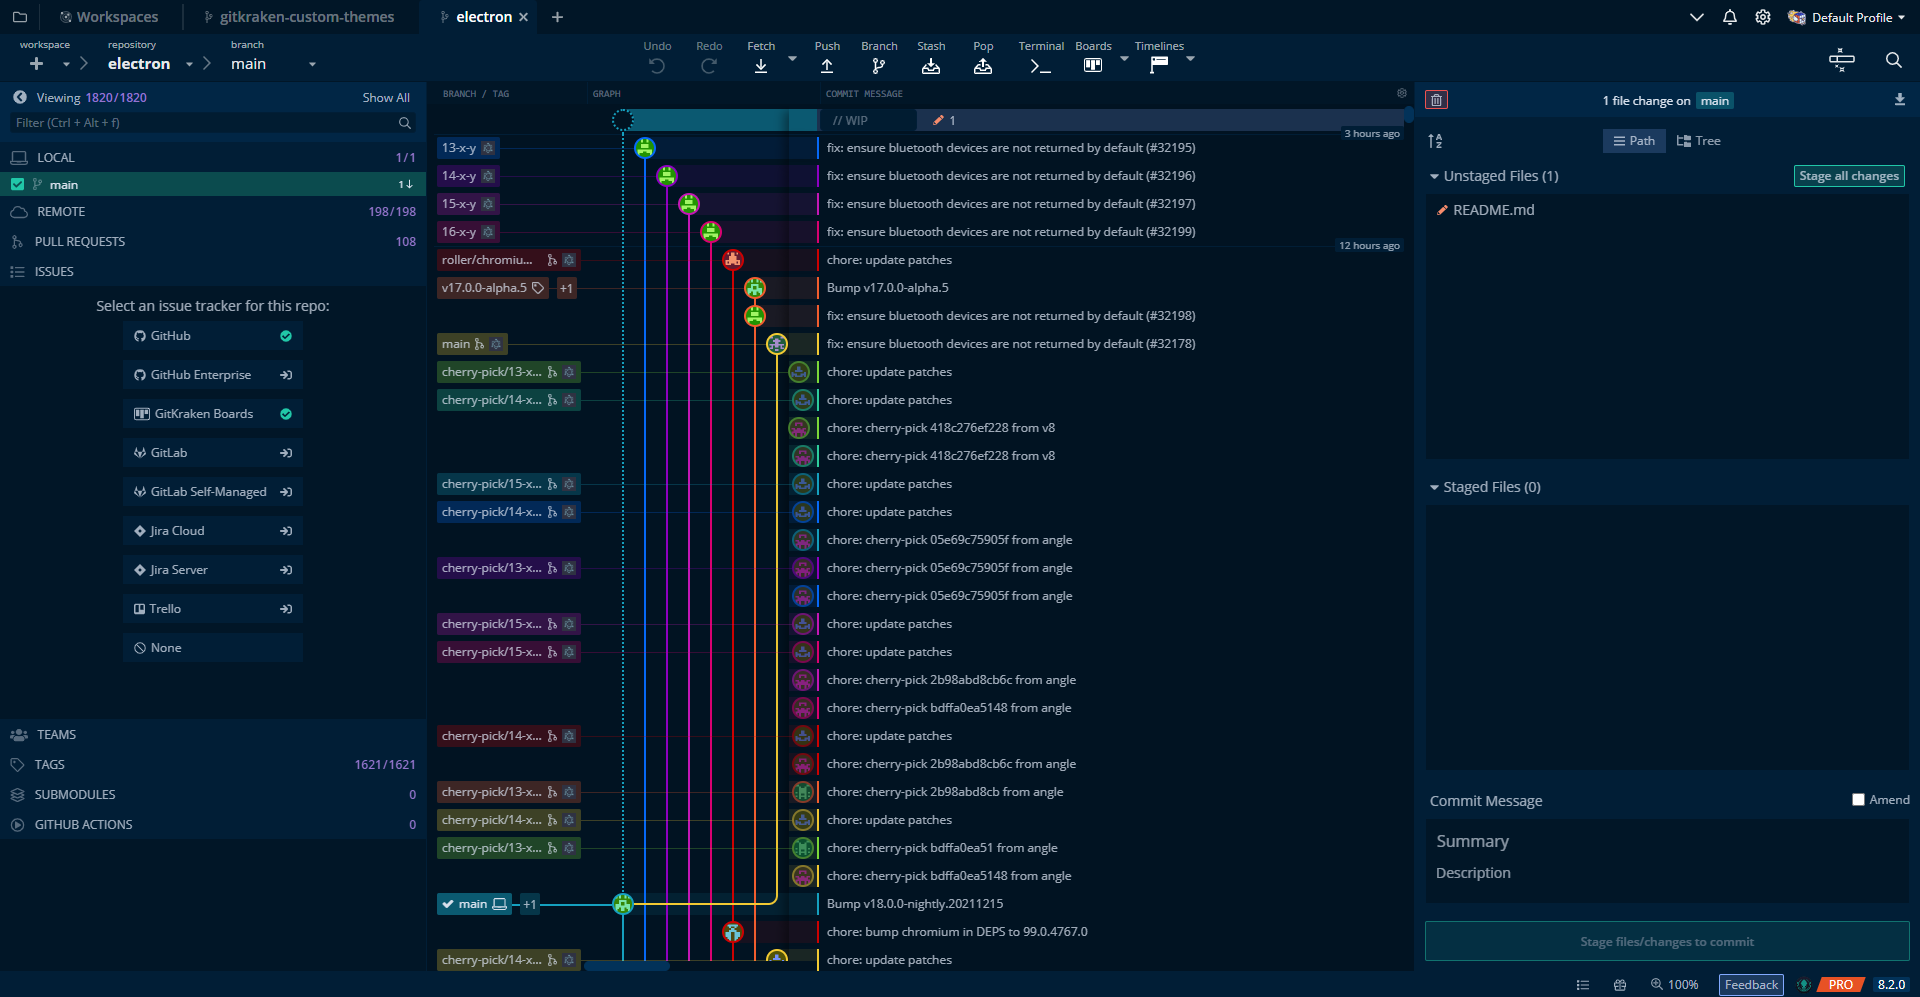 Workspaces
gitkraken-custom-themes
electron
Default Profile
workspace
repository
electron
branch
main
Undo
Redo
Fetch
Push
Branch
Stash
Pop
Terminal
Boards
Timelines
Viewing 1820/1820
Show All
Filter (Ctrl + Alt + f)
LOCAL 1/1
main 1↓
REMOTE 198/198
PULL REQUESTS 108
ISSUES
Select an issue tracker for this repo:
GitHub
GitHub Enterprise
GitKraken Boards
GitLab
GitLab Self-Managed
Jira Cloud
Jira Server
Trello
None
TEAMS
TAGS 1621/1621
SUBMODULES 0
GITHUB ACTIONS 0
BRANCH / TAG GRAPH COMMIT MESSAGE
// WIP 1
3 hours ago
13-x-y fix: ensure bluetooth devices are not returned by default (#32195)
14-x-y fix: ensure bluetooth devices are not returned by default (#32196)
15-x-y fix: ensure bluetooth devices are not returned by default (#32197)
16-x-y fix: ensure bluetooth devices are not returned by default (#32199)
12 hours ago
roller/chromiu... chore: update patches
v17.0.0-alpha.5 +1 Bump v17.0.0-alpha.5
fix: ensure bluetooth devices are not returned by default (#32198)
main fix: ensure bluetooth devices are not returned by default (#32178)
cherry-pick/13-x... chore: update patches
cherry-pick/14-x... chore: update patches
chore: cherry-pick 418c276ef228 from v8
chore: cherry-pick 418c276ef228 from v8
cherry-pick/15-x... chore: update patches
cherry-pick/14-x... chore: update patches
chore: cherry-pick 05e69c75905f from angle
cherry-pick/13-x... chore: cherry-pick 05e69c75905f from angle
chore: cherry-pick 05e69c75905f from angle
cherry-pick/15-x... chore: update patches
cherry-pick/15-x... chore: update patches
chore: cherry-pick 2b98abd8cb6c from angle
chore: cherry-pick bdffa0ea5148 from angle
cherry-pick/14-x... chore: update patches
chore: cherry-pick 2b98abd8cb6c from angle
cherry-pick/13-x... chore: cherry-pick 2b98abd8cb from angle
cherry-pick/14-x... chore: update patches
cherry-pick/13-x... chore: cherry-pick bdffa0ea51 from angle
chore: cherry-pick bdffa0ea5148 from angle
main +1 Bump v18.0.0-nightly.20211215
chore: bump chromium in DEPS to 99.0.4767.0
cherry-pick/14-x... chore: update patches
1 file change on main
Path
Tree
Unstaged Files (1)
Stage all changes
README.md
Staged Files (0)
Commit Message
Amend
Summary
Description
Stage files/changes to commit
100%
Feedback
PRO
8.2.0